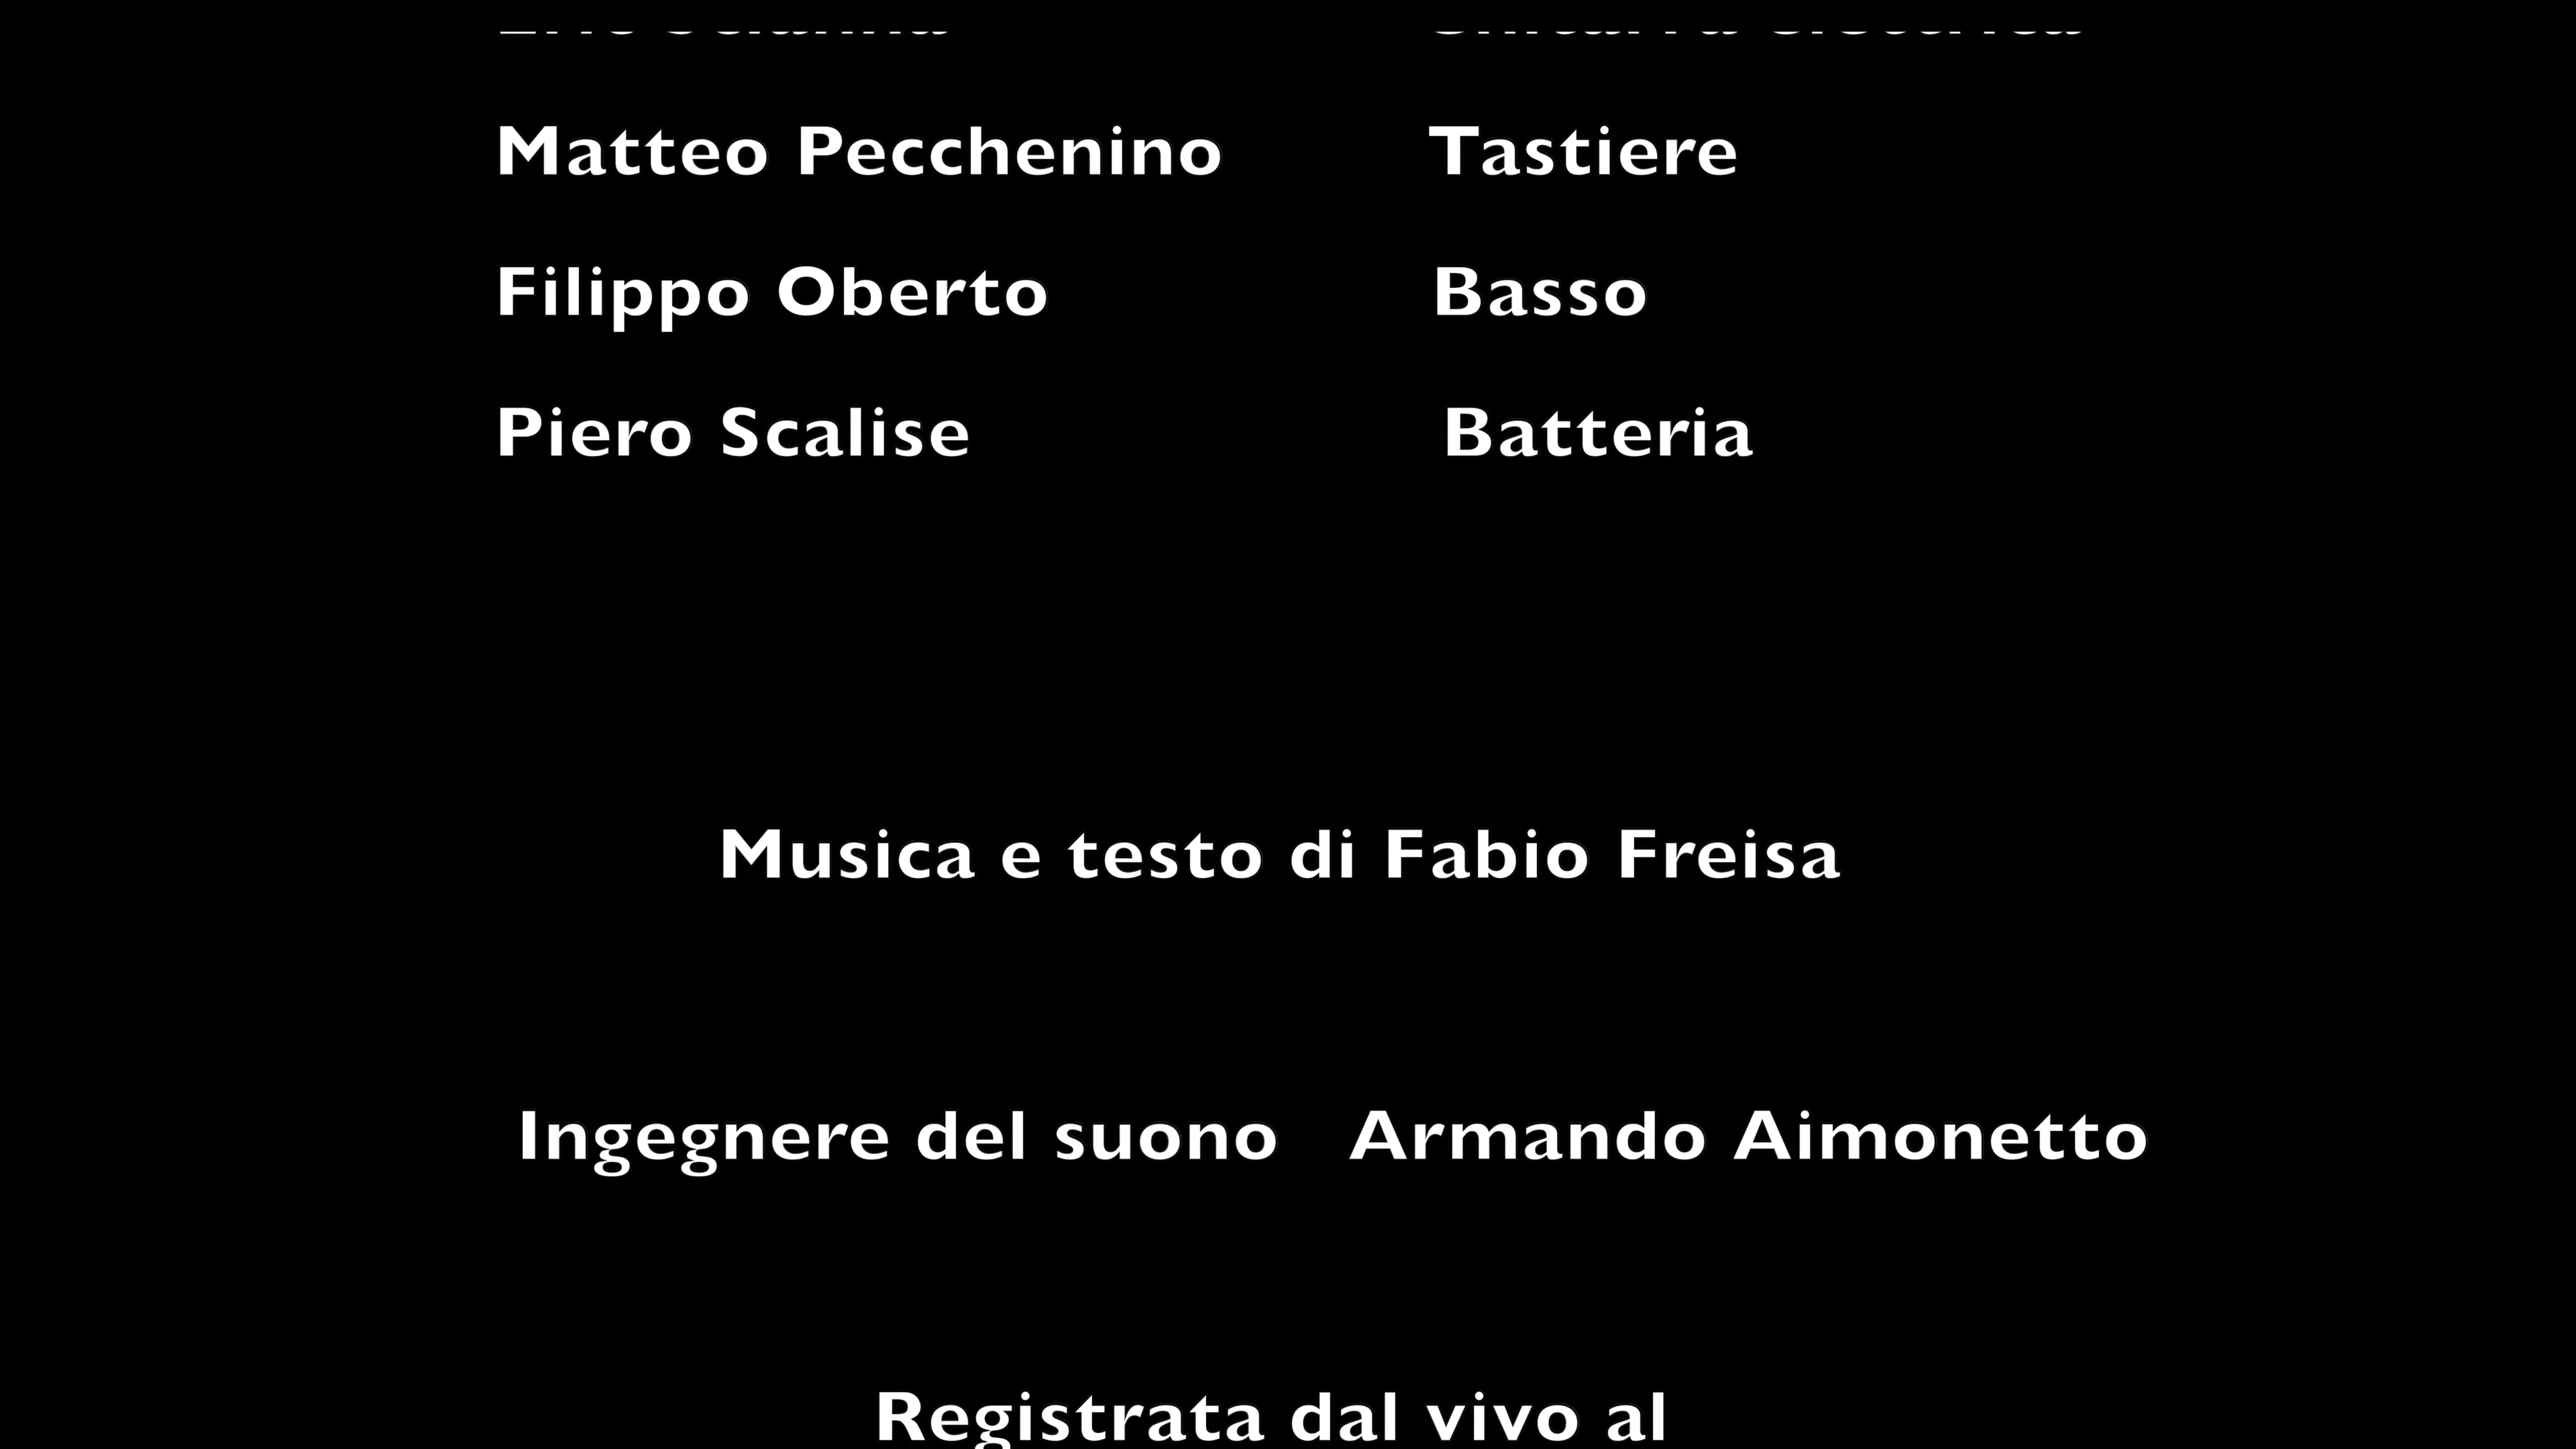 Matteo Pecchenino Tastiere
Filippo Oberto Basso
Piero Scalise Batteria
Musica e testo di Fabio Freisa
Ingegnere del suono Armando Aimonetto
Registrata dal vivo al